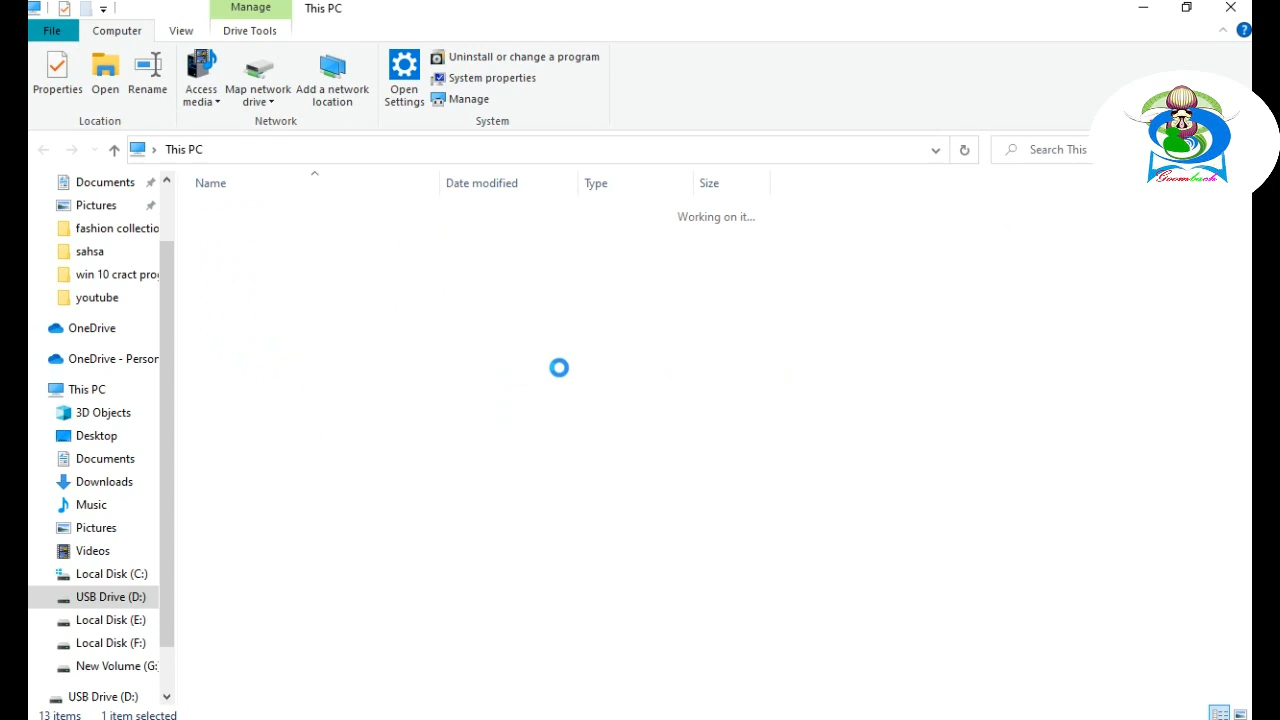 Manage
This PC
File
Computer
View
Drive Tools
Properties
Open
Rename
Access media
Map network drive
Add a network location
Open Settings
Uninstall or change a program
System properties
Manage
Location
Network
System
This PC
Search This
Goombuch
Name
Date modified
Type
Size
Working on it...
Documents
Pictures
fashion collectio
sahsa
win 10 cract pro
youtube
OneDrive
OneDrive - Person
This PC
3D Objects
Desktop
Documents
Downloads
Music
Pictures
Videos
Local Disk (C:)
USB Drive (D:)
Local Disk (E:)
Local Disk (F:)
New Volume (G:
USB Drive (D:)
13 items
1 item selected